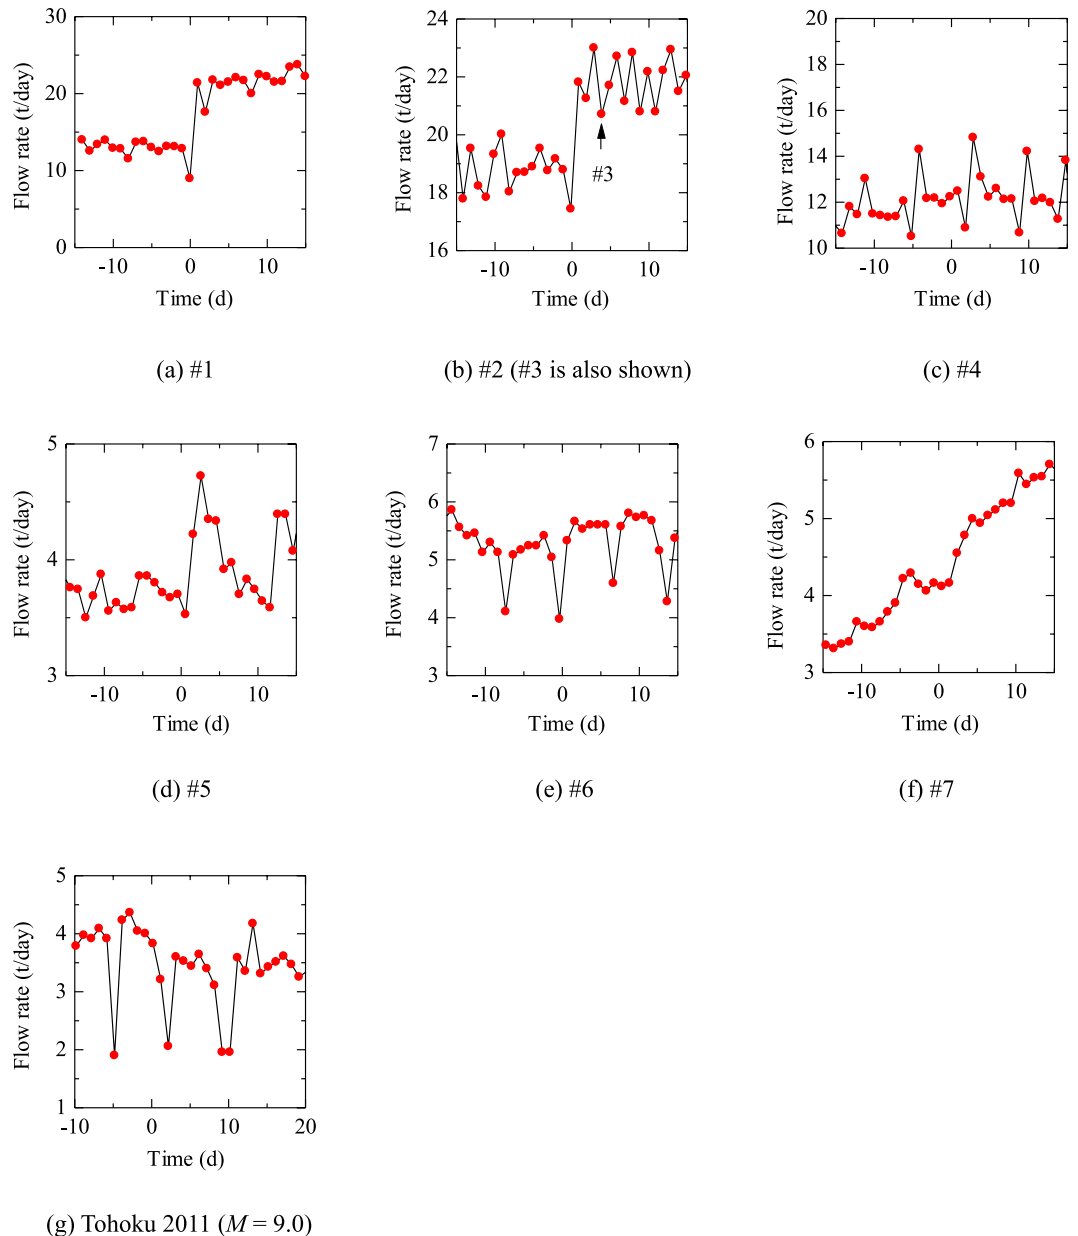 30
20
10
0
Flow rate (t/day)
-10 0 10
Time (d)
(a) #1
24
22
20
18
16
Flow rate (t/day)
#3
-10 0 10
Time (d)
(b) #2 (#3 is also shown)
20
18
16
14
12
10
Flow rate (t/day)
-10 0 10
Time (d)
(c) #4
5
4
3
Flow rate (t/day)
-10 0 10
Time (d)
(d) #5
7
6
5
4
3
Flow rate (t/day)
-10 0 10
Time (d)
(e) #6
6
5
4
3
Flow rate (t/day)
-10 0 10
Time (d)
(f) #7
5
4
3
2
1
Flow rate (t/day)
-10 0 10 20
Time (d)
(g) Tohoku 2011 (M = 9.0)